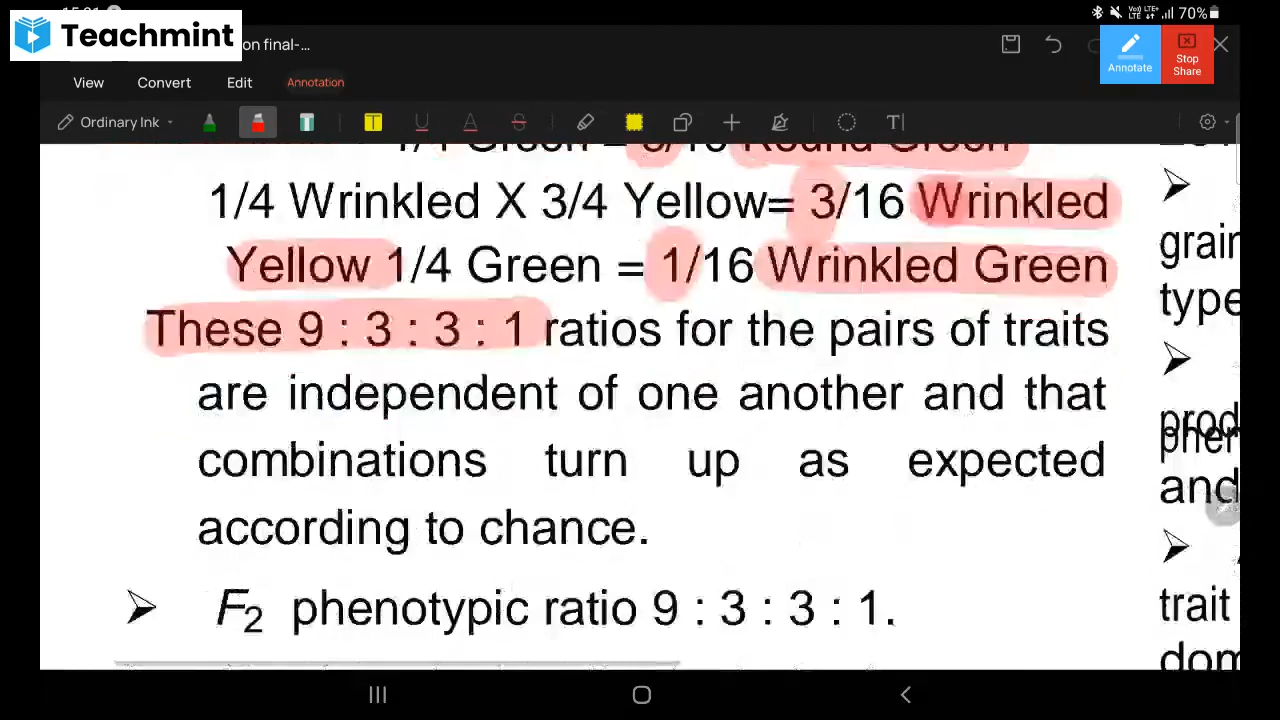 Teachmint
on final-...
70%
Annotate
Stop
Share
View
Convert
Edit
Annotation
Ordinary Ink
1/4 Wrinkled X 3/4 Yellow= 3/16 Wrinkled
Yellow 1/4 Green = 1/16 Wrinkled Green
These 9 : 3 : 3 : 1 ratios for the pairs of traits
are independent of one another and that
combinations turn up as expected
according to chance.
➢ F2 phenotypic ratio 9 : 3 : 3 : 1.
and
trait